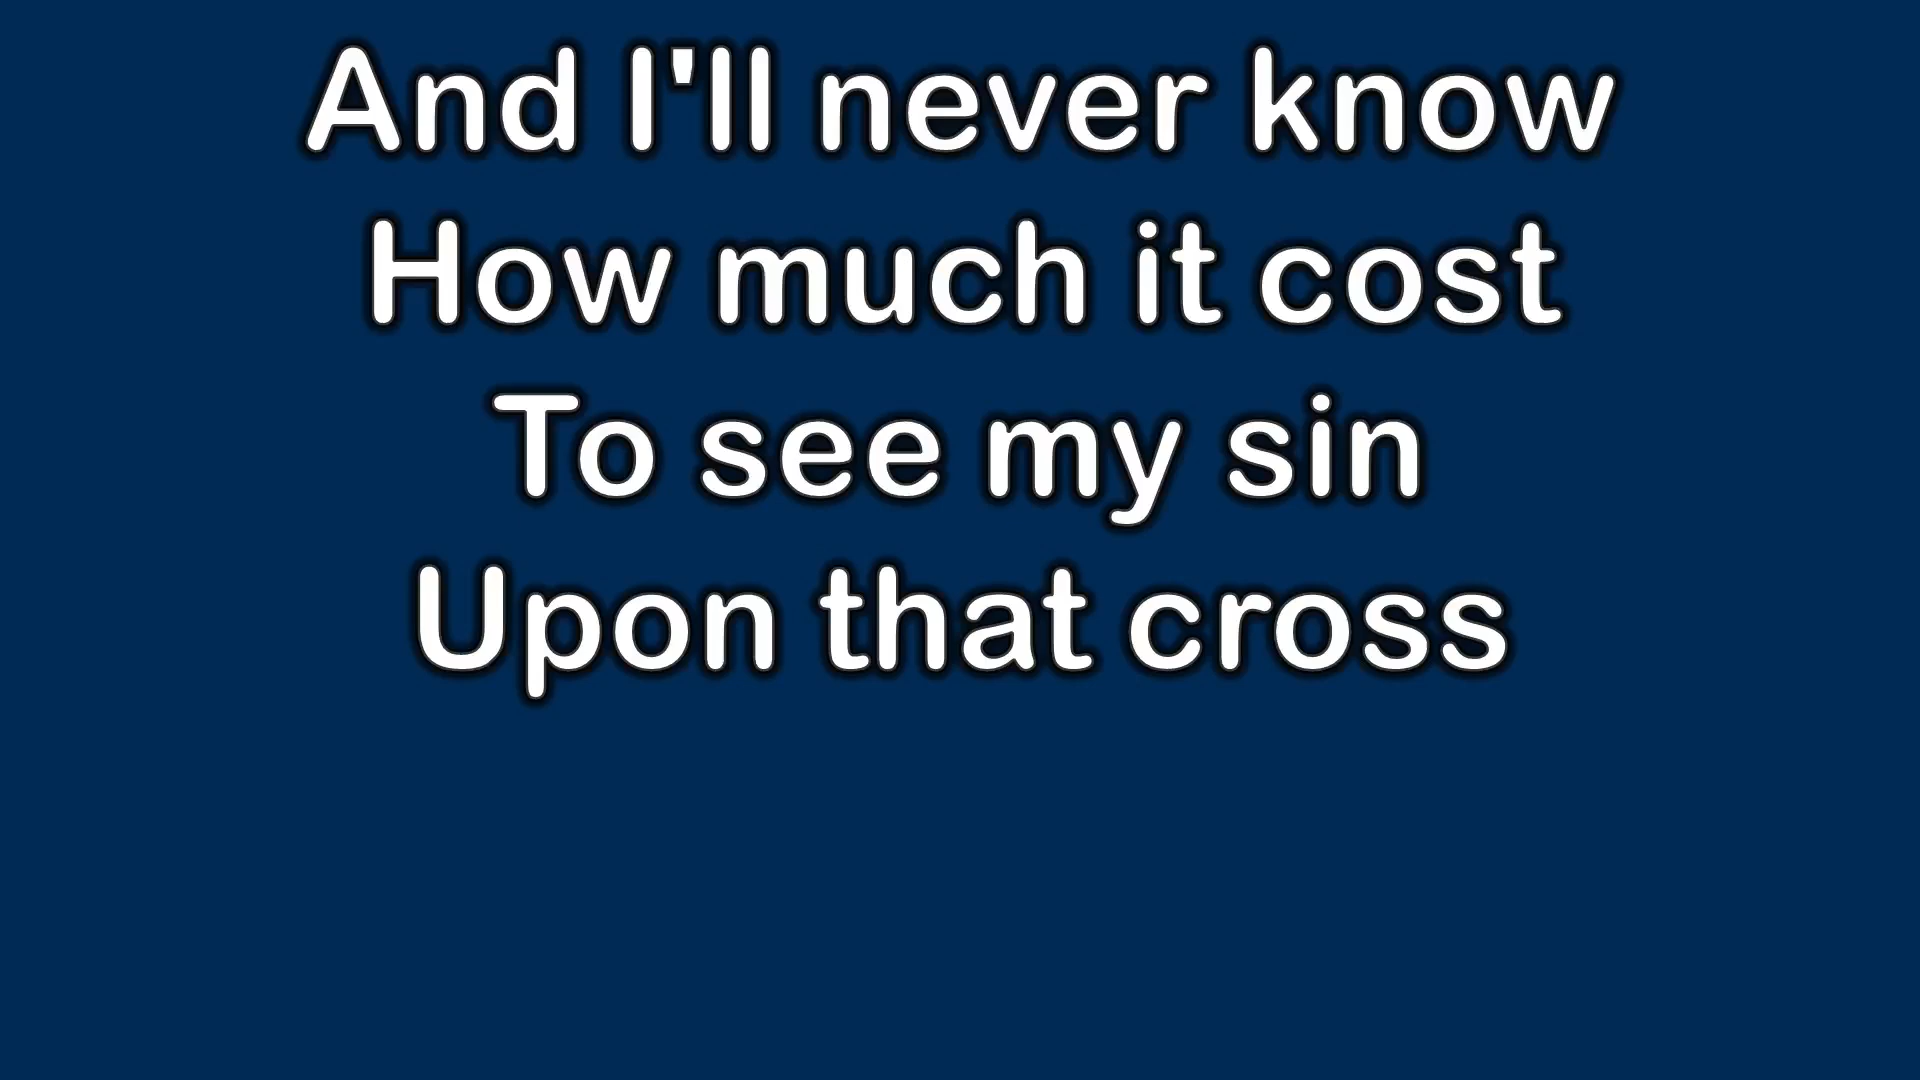 And I'll never know
How much it cost
To see my sin
Upon that cross